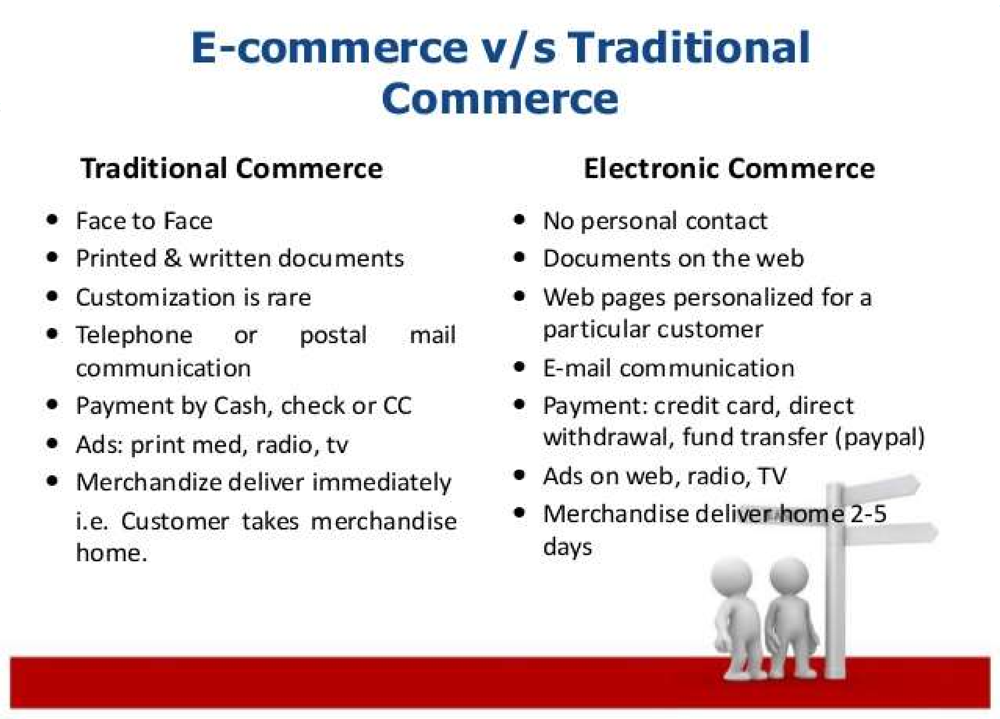 E-commerce v/s Traditional
Commerce
Traditional Commerce
• Face to Face
• Printed & written documents
• Customization is rare
• Telephone or postal mail
communication
• Payment by Cash, check or CC
• Ads: print med, radio, tv
• Merchandize deliver immediately
i.e. Customer takes merchandise
home.
Electronic Commerce
• No personal contact
• Documents on the web
• Web pages personalized for a
particular customer
• E-mail communication
• Payment: credit card, direct
withdrawal, fund transfer (paypal)
• Ads on web, radio, TV
• Merchandise deliver home 2-5
days